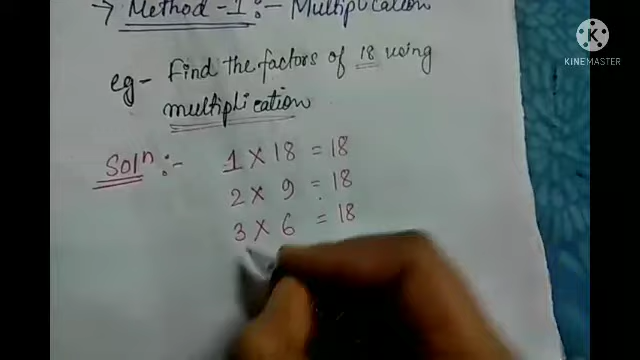 → Method -1:- Multiplication
eg- Find the factors of 18 using
multiplication
Solⁿ:- 1 × 18 = 18
2 × 9 = 18
3 × 6 = 18
KINEMASTER